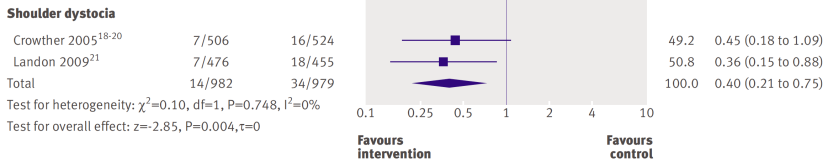 Shoulder dystocia
Crowther 2005¹⁸⁻²⁰ 7/506 16/524 49.2 0.45 (0.18 to 1.09)
Landon 2009²¹ 7/476 18/455 50.8 0.36 (0.15 to 0.88)
Total 14/982 34/979 100.0 0.40 (0.21 to 0.75)
Test for heterogeneity: χ²=0.10, df=1, P=0.748, I²=0%
Test for overall effect: z=-2.85, P=0.004,τ=0
0.1 0.25 0.5 1 2 4 10
Favours intervention Favours control